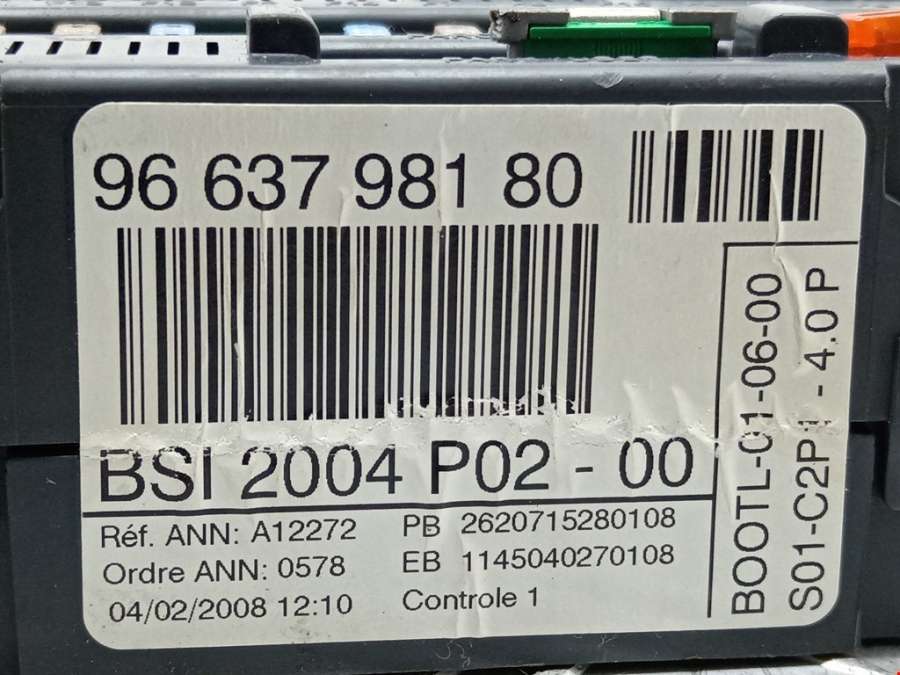 96 637 981 80
BSI 2004 P02 - 00
Réf. ANN: A12272
Ordre ANN: 0578
04/02/2008 12:10
PB 2620715280108
EB 1145040270108
Controle 1
BOOTL-01-06-00
S01-C2P1 - 4.0 P